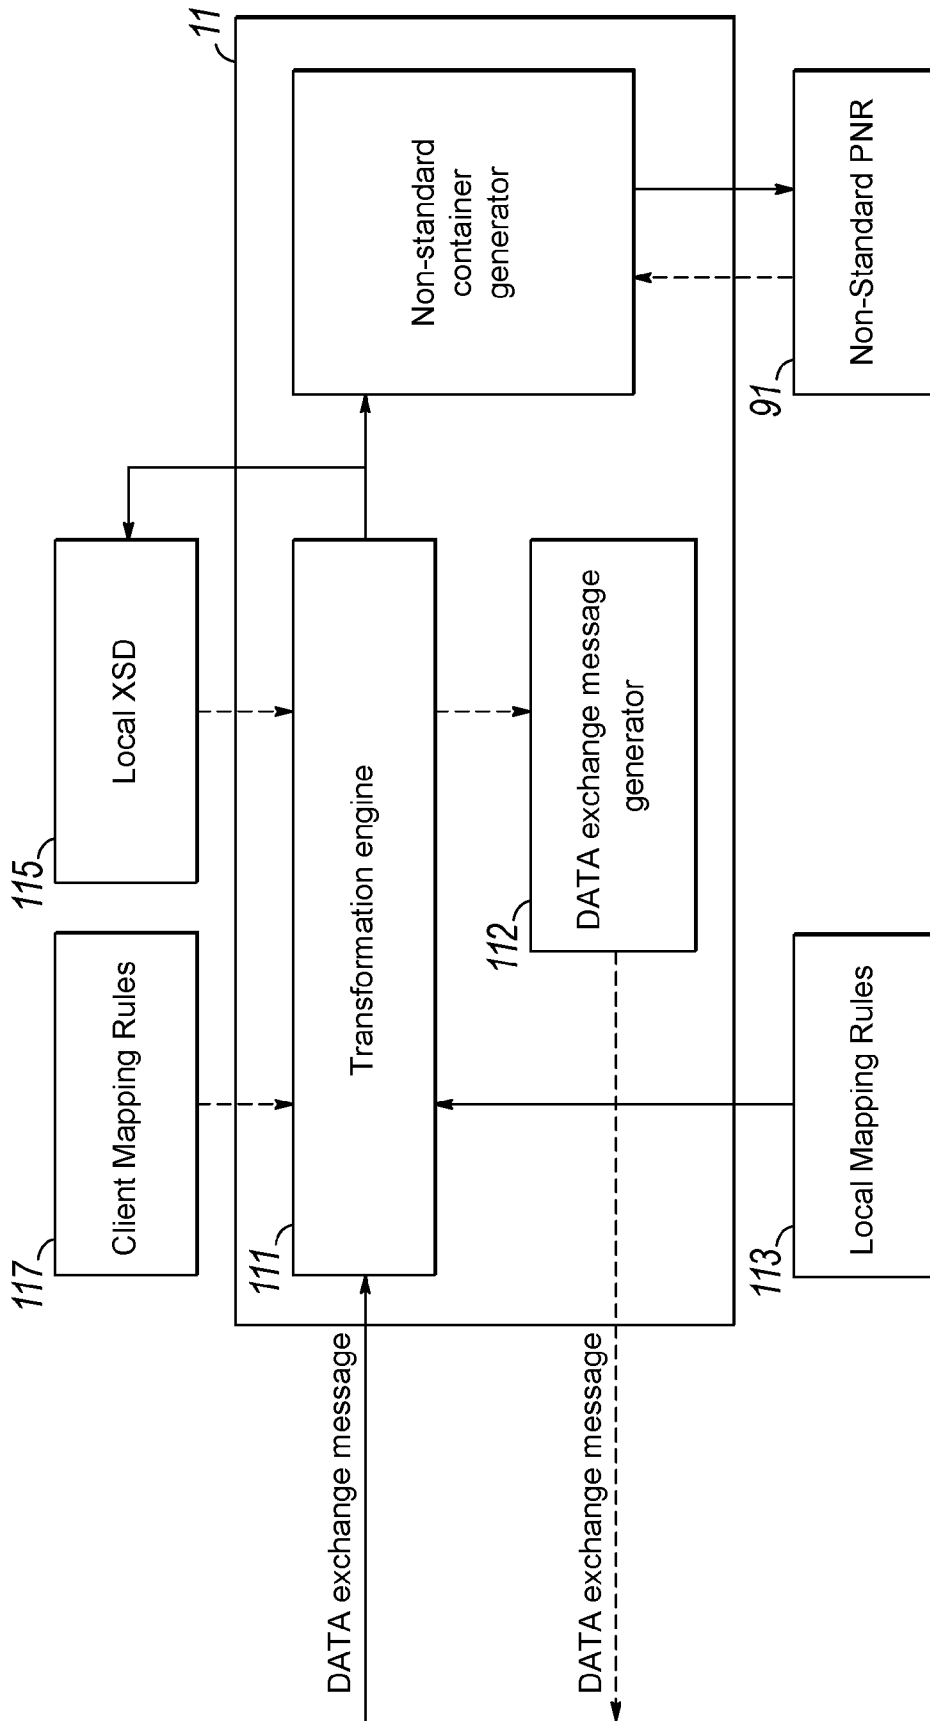 117
Client Mapping Rules
115
Local XSD
11
DATA exchange message
111
Transformation engine
Non-standard
container
generator
DATA exchange message
112
DATA exchange message
generator
113
Local Mapping Rules
91
Non-Standard PNR